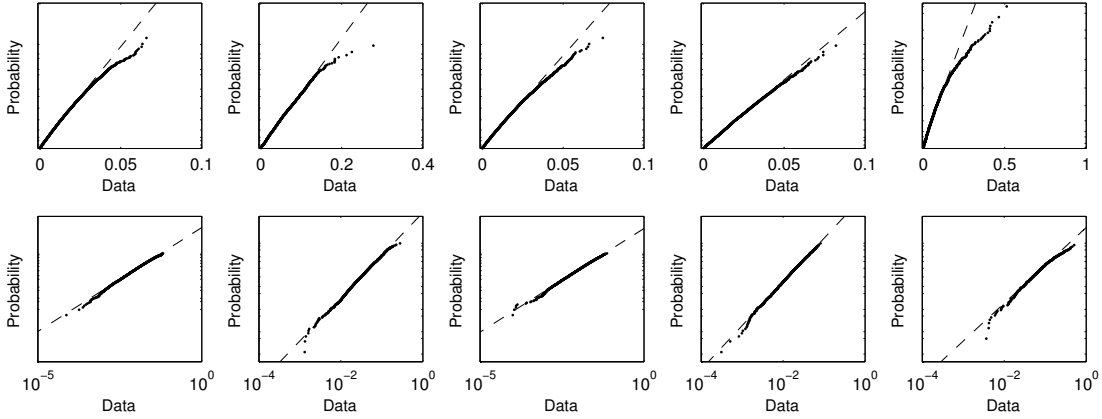 Probability Probability Probability Probability Probability
0 0.05 0.1 0 0.2 0.4 0 0.05 0.1 0 0.05 0.1 0 0.5 1
Data Data Data Data Data
Probability Probability Probability Probability Probability
10^-5 10^0 10^-4 10^-2 10^0 10^-5 10^0 10^-4 10^-2 10^0 10^-4 10^-2 10^0
Data Data Data Data Data